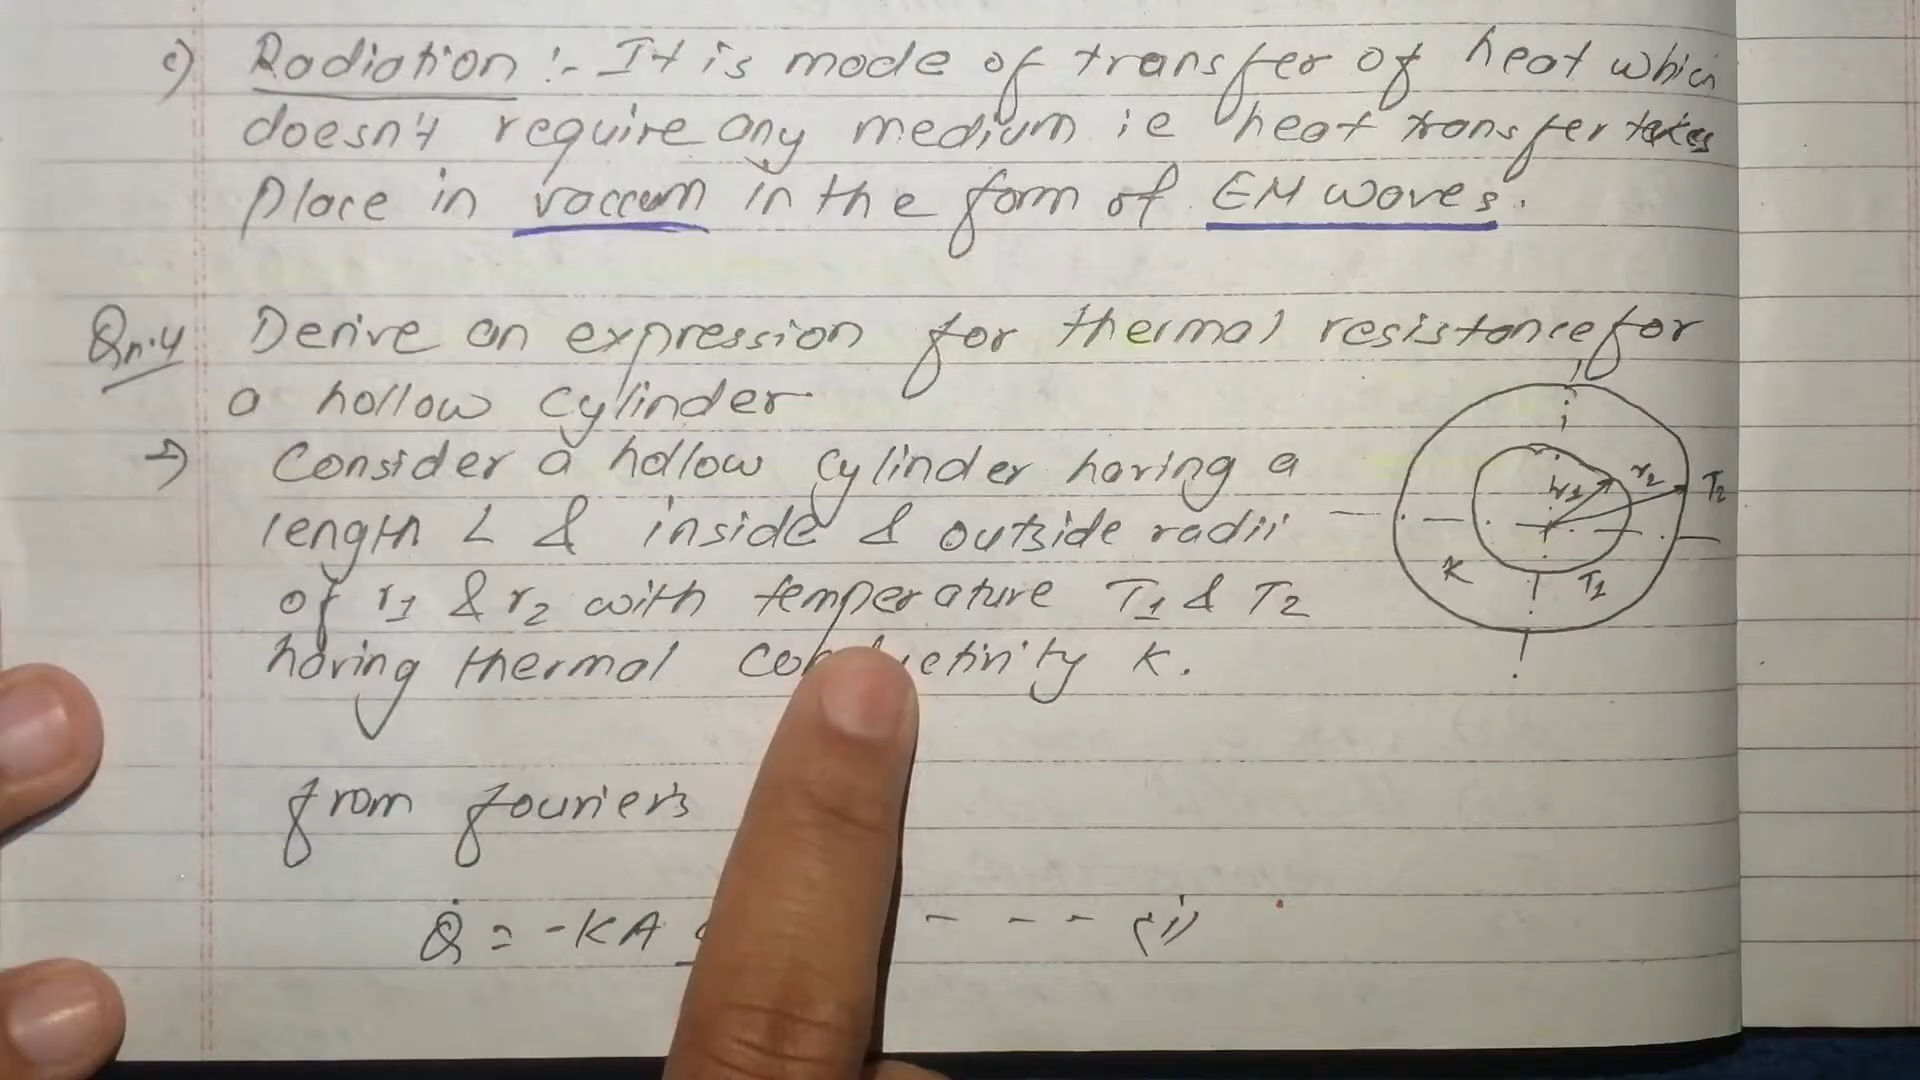 c) Radiation :- It is mode of transfer of heat which
doesn't require any medium ie heat transfer takes
place in vaccum in the form of EM waves.
Qn.4 Derive an expression for thermal resistance for
a hollow cylinder
→ Consider a hollow cylinder having a
length L & inside & outside radii
of r1 & r2 with temperature T1 & T2
having thermal K.
r1 r2 T2
K T1
from fourier's
Q̇ = -KA - - - - (i)